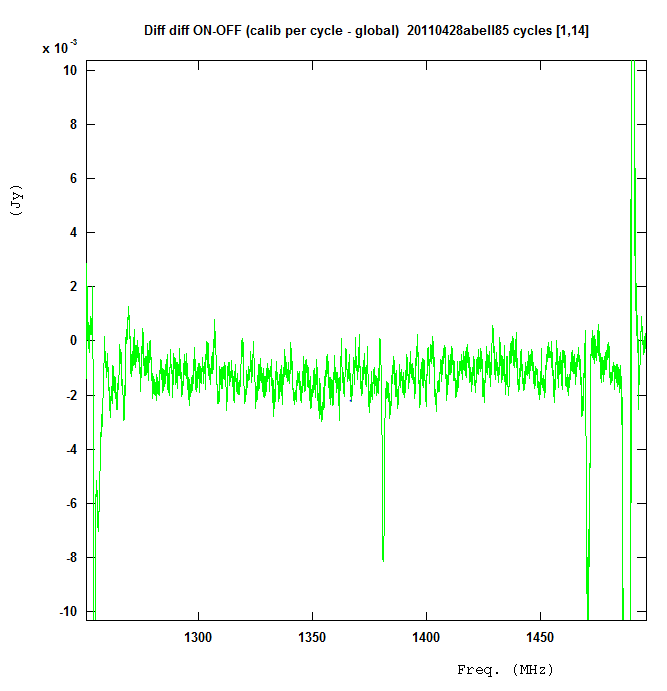 Diff diff ON-OFF (calib per cycle - global) 20110428abell85 cycles [1,14]
x 10 -3
10
8
6
4
2
0
-2
-4
-6
-8
-10
(Jy)
1300 1350 1400 1450
Freq. (MHz)